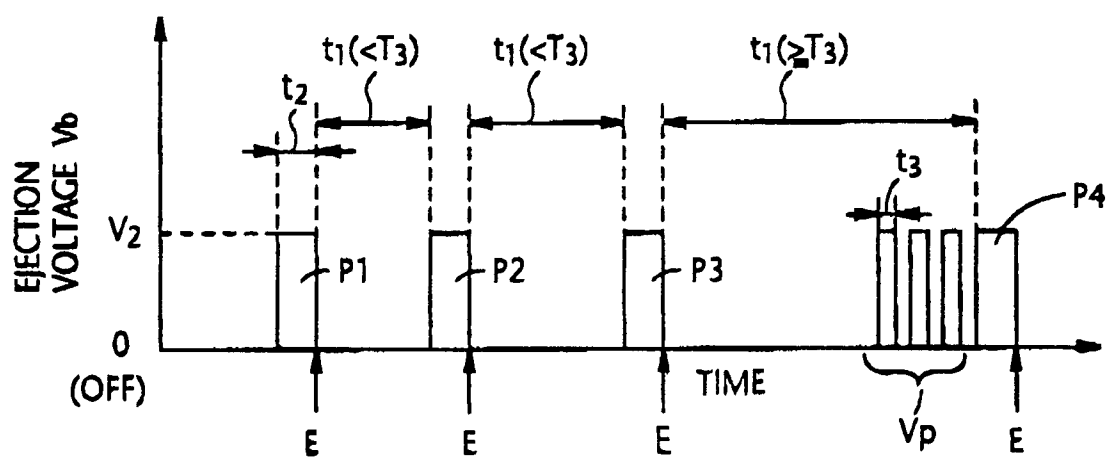 t1(<T3)
t1(<T3)
t1(≥T3)
t2
t3
EJECTION
VOLTAGE Vb
V2
P1
P2
P3
P4
0
(OFF)
TIME
Vp
E
E
E
E